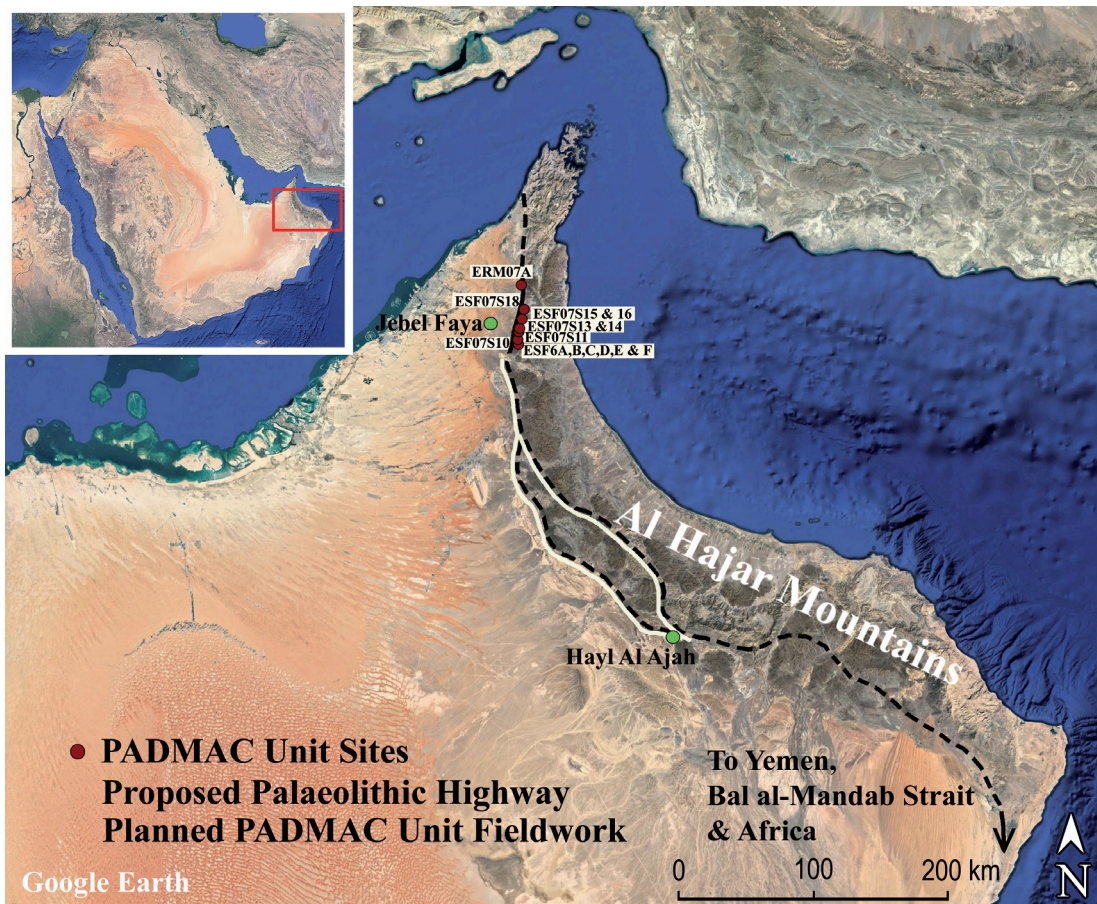 ERM07A
ESF07S18
ESF07S15 & 16
Jebel Faya
ESF07S13 &14
ESF07S11
ESF07S10
ESF6A,B,C,D,E & F
Al Hajar Mountains
Hayl Al Ajah
PADMAC Unit Sites
Proposed Palaeolithic Highway
Planned PADMAC Unit Fieldwork
To Yemen,
Bal al-Mandab Strait
& Africa
Google Earth
0 100 200 km
N